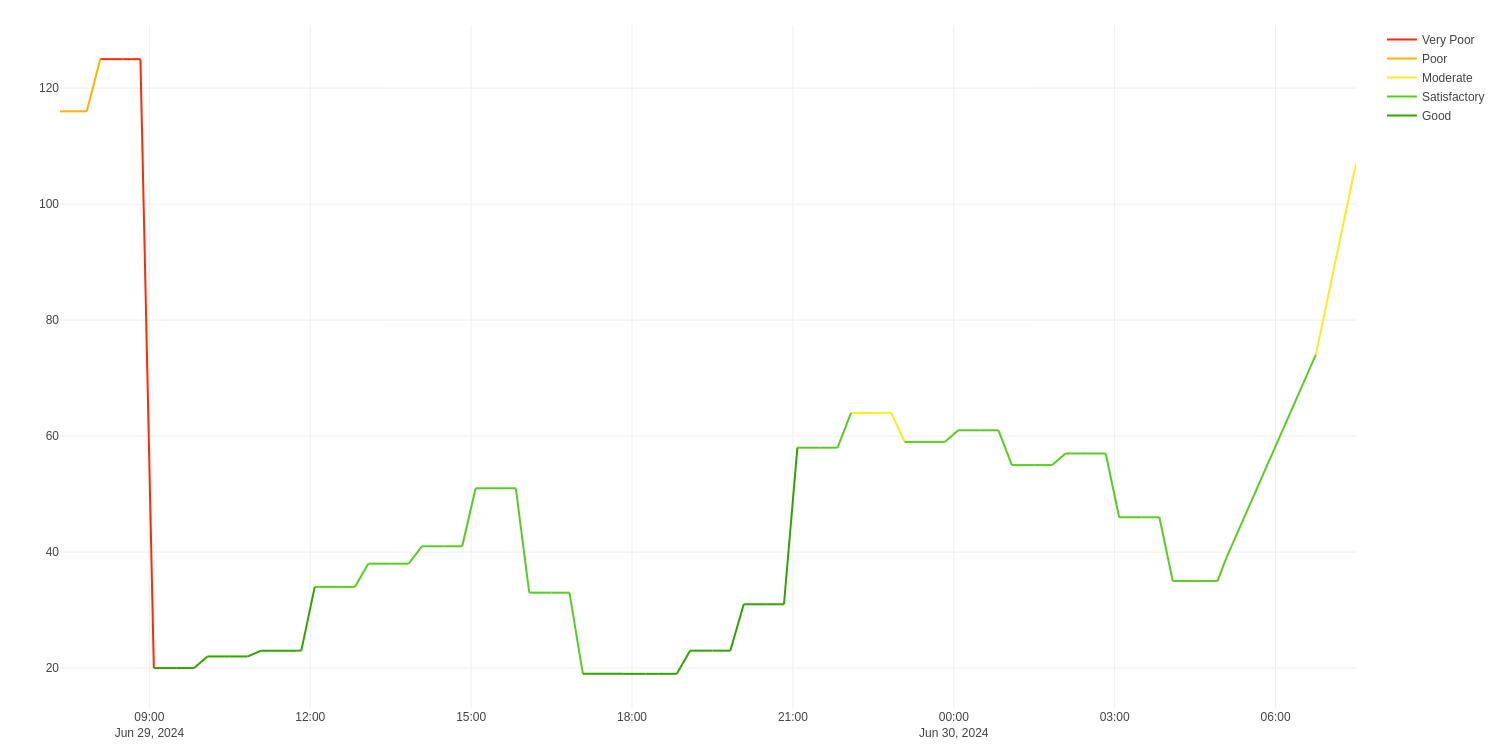 120
100
80
60
40
20
09:00
Jun 29, 2024
12:00
15:00
18:00
21:00
00:00
Jun 30, 2024
03:00
06:00
Very Poor
Poor
Moderate
Satisfactory
Good